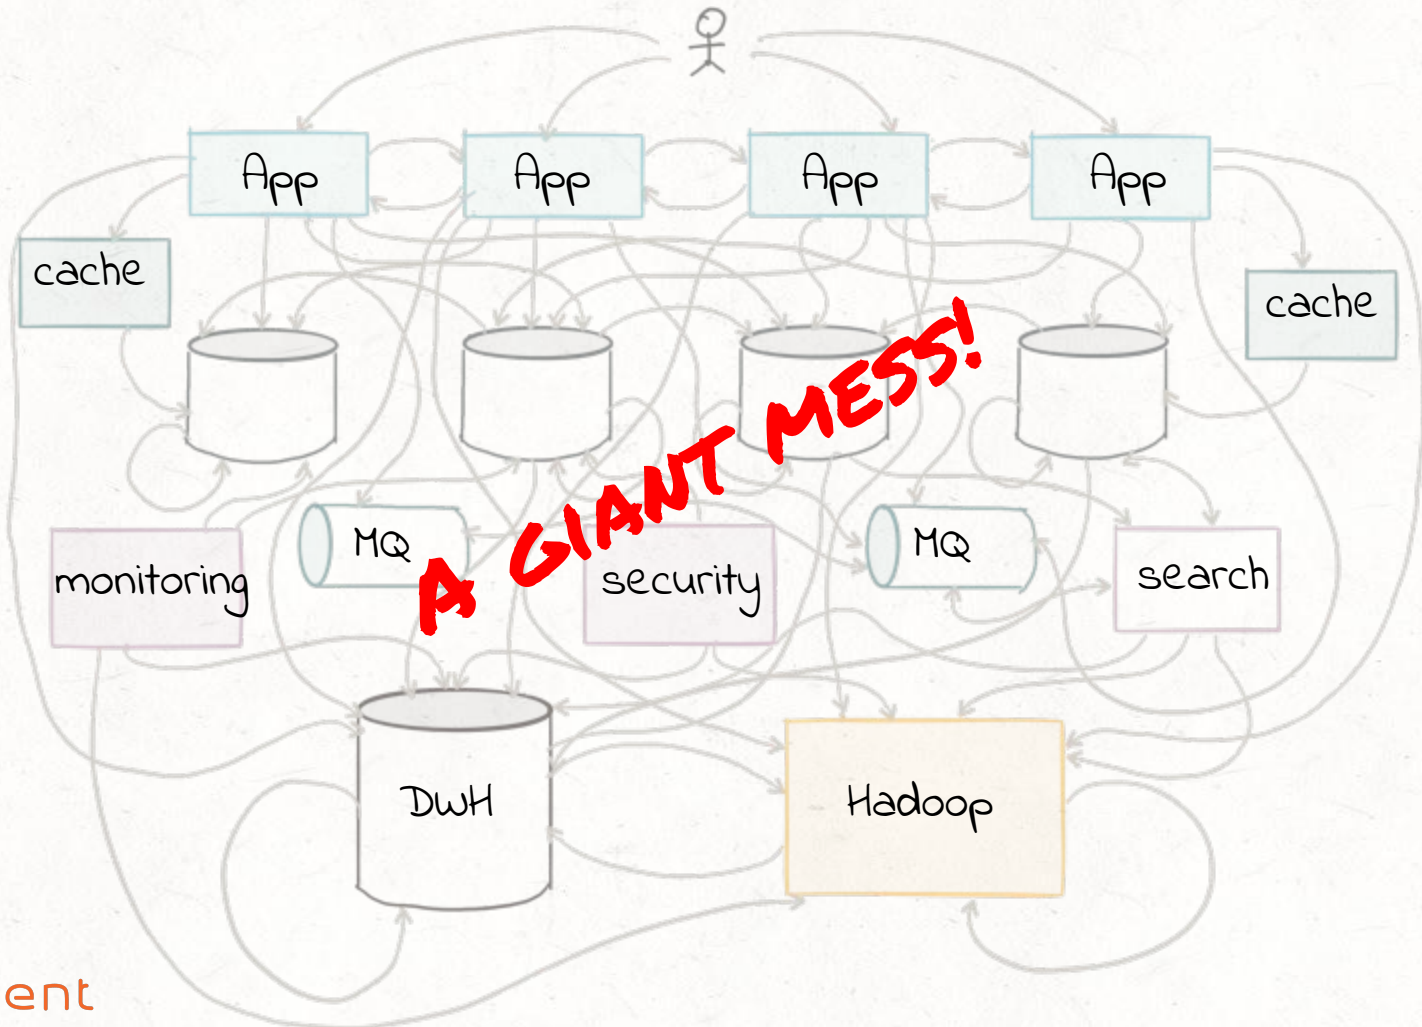 App
App
App
App
cache
cache
A GIANT MESS!
MQ
MQ
monitoring
security
search
DWH
Hadoop
ent